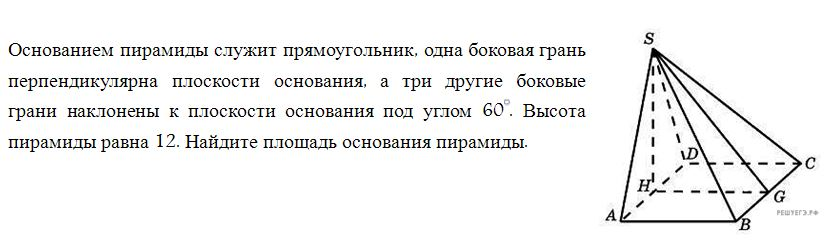 Основанием пирамиды служит прямоугольник, одна боковая грань
перпендикулярна плоскости основания, а три другие боковые
грани наклонены к плоскости основания под углом 60°. Высота
пирамиды равна 12. Найдите площадь основания пирамиды.
S
D
C
H
G
A
B
РЕШУЕГЭ.РФ